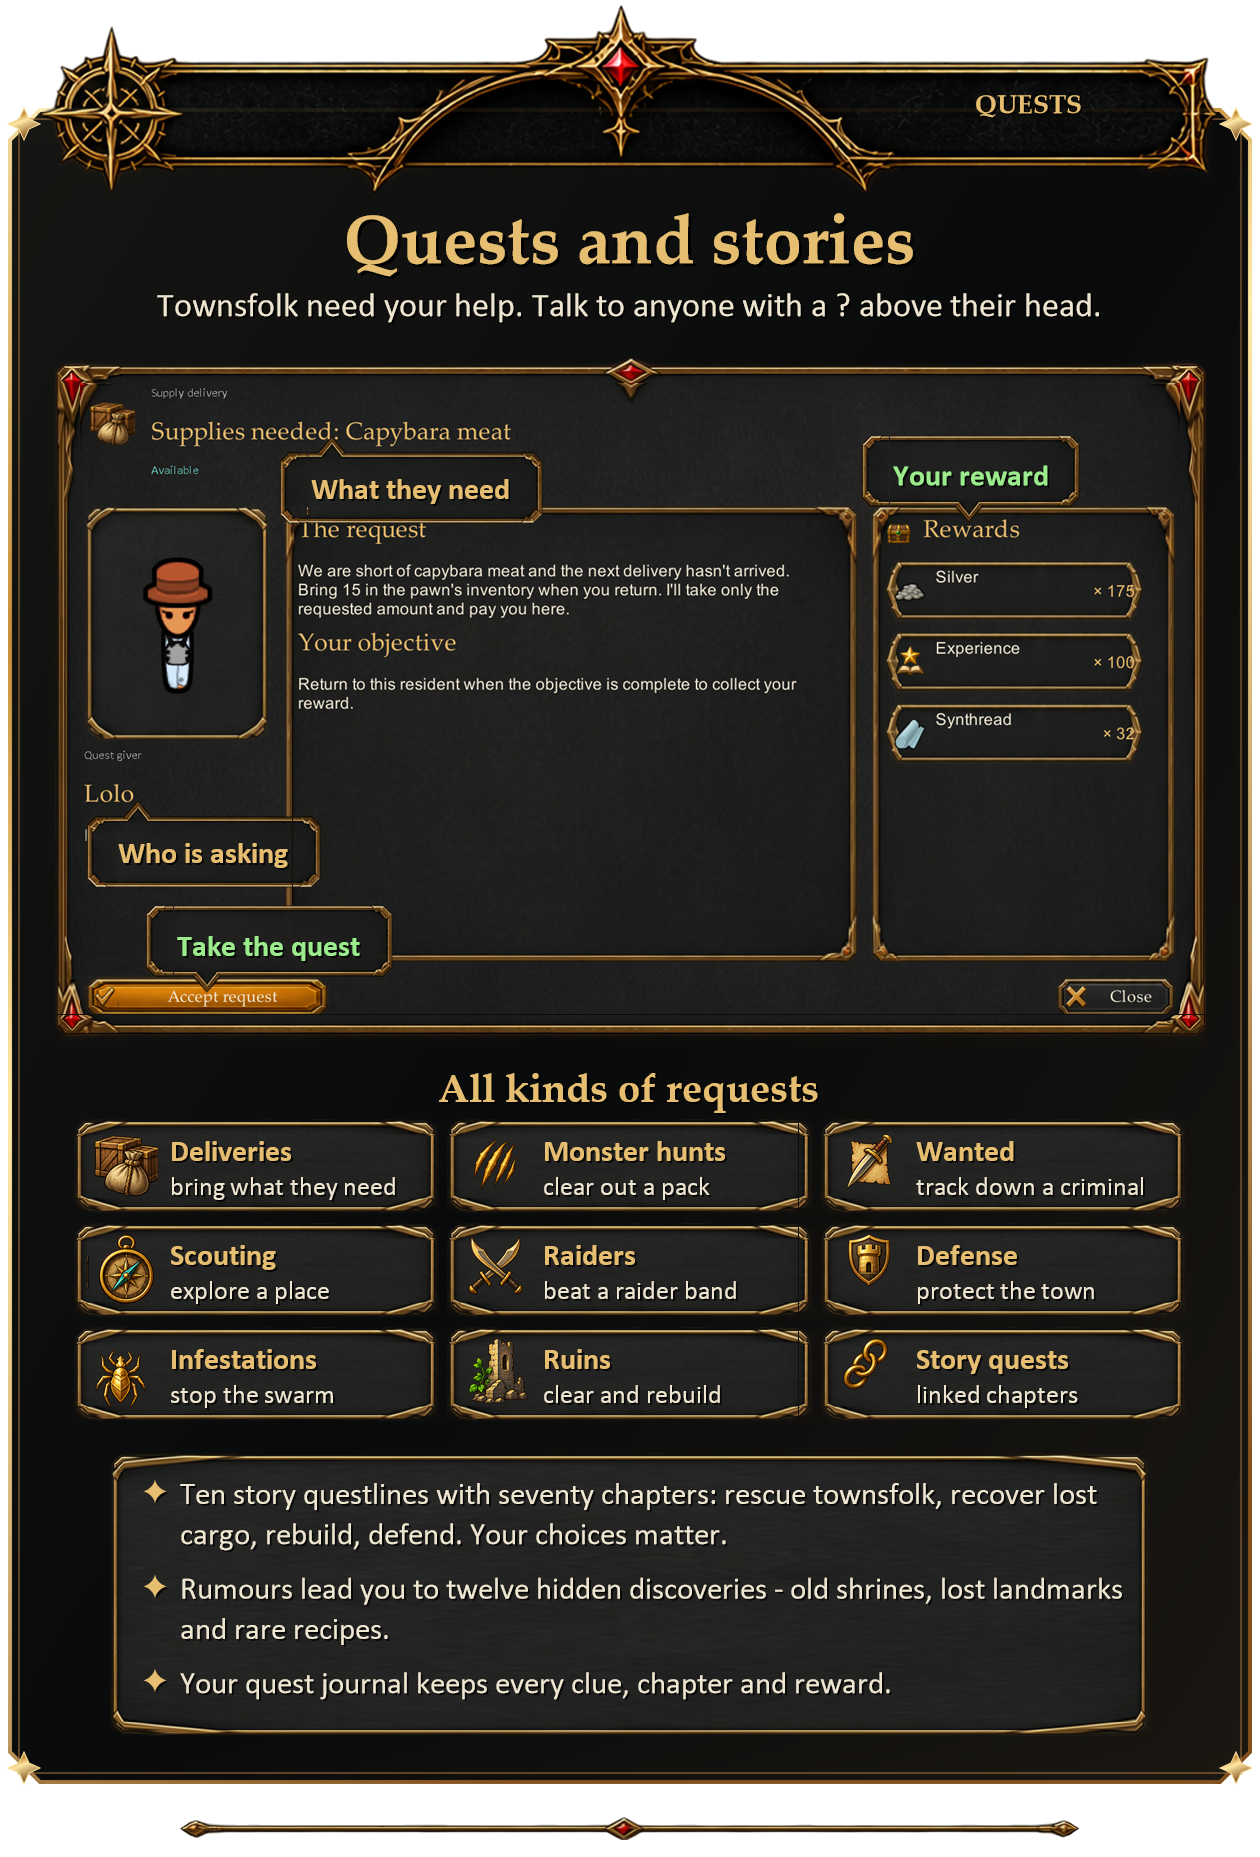 QUESTS
Quests and stories
Townsfolk need your help. Talk to anyone with a ? above their head.
Supply delivery
Supplies needed: Capybara meat
Available
What they need
Your reward
The request
We are short of capybara meat and the next delivery hasn't arrived.
Bring 15 in the pawn's inventory when you return. I'll take only the
requested amount and pay you here.
Your objective
Return to this resident when the objective is complete to collect your
reward.
Rewards
Silver
× 175
Experience
× 100
Synthread
× 32
Quest giver
Lolo
Who is asking
Take the quest
Accept request
Close
All kinds of requests
Deliveries
bring what they need
Monster hunts
clear out a pack
Wanted
track down a criminal
Scouting
explore a place
Raiders
beat a raider band
Defense
protect the town
Infestations
stop the swarm
Ruins
clear and rebuild
Story quests
linked chapters
Ten story questlines with seventy chapters: rescue townsfolk, recover lost
cargo, rebuild, defend. Your choices matter.
Rumours lead you to twelve hidden discoveries - old shrines, lost landmarks
and rare recipes.
Your quest journal keeps every clue, chapter and reward.